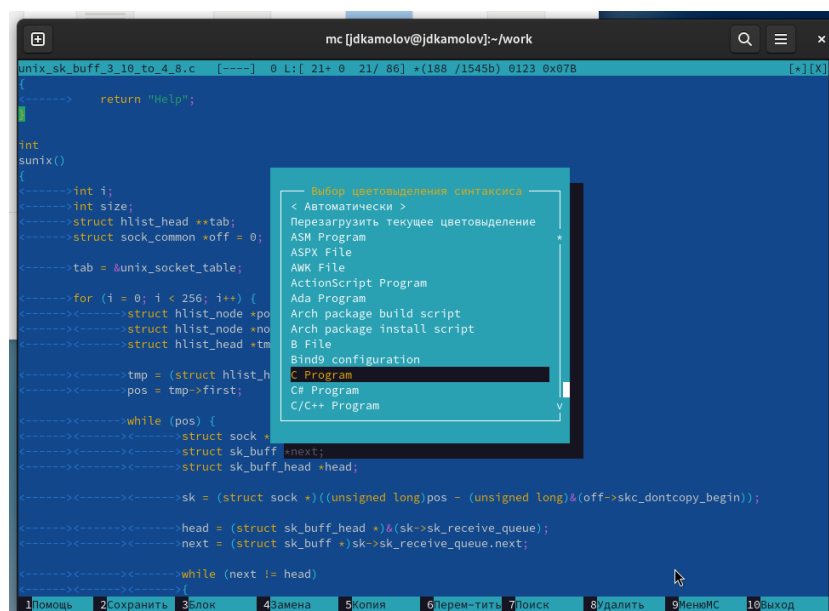 mc [jdkamolov@jdkamolov]:~/work
unix_sk_buff_3_10_to_4_8.c [----] 0 L:[ 21+ 0 21/ 86] *(188 /1545b) 0123 0x07B [*][X]
{
<------> return "Help";
}
int
sunix()
{
<------>int i;
<------>int size;
<------>struct hlist_head **tab;
<------>struct sock_common *off = 0;
<------>tab = &unix_socket_table;
<------>for (i = 0; i < 256; i++) {
<------><------>struct hlist_node *po
<------><------>struct hlist_node *no
<------><------>struct hlist_head *tm
<------><------>tmp = (struct hlist_h
<------><------>pos = tmp->first;
<------><------>while (pos) {
<------><------><------>struct sock *
<------><------><------>struct sk_buff *next;
<------><------><------>struct sk_buff_head *head;
<------><------><------>sk = (struct sock *)((unsigned long)pos - (unsigned long)&(off->skc_dontcopy_begin));
<------><------><------>head = (struct sk_buff_head *)&(sk->sk_receive_queue);
<------><------><------>next = (struct sk_buff *)sk->sk_receive_queue.next;
<------><------><------>while (next != head)
<------><------><------>{
Выбор цветовыделения синтаксиса
< Автоматически >
Перезагрузить текущее цветовыделение
ASM Program
ASPX File
AWK File
ActionScript Program
Ada Program
Arch package build script
Arch package install script
B File
Bind9 configuration
C Program
C# Program
C/C++ Program
1Помощь 2Сохранить 3Блок 4Замена 5Копия 6Перем~тить 7Поиск 8Удалить 9МенюMC 10Выход